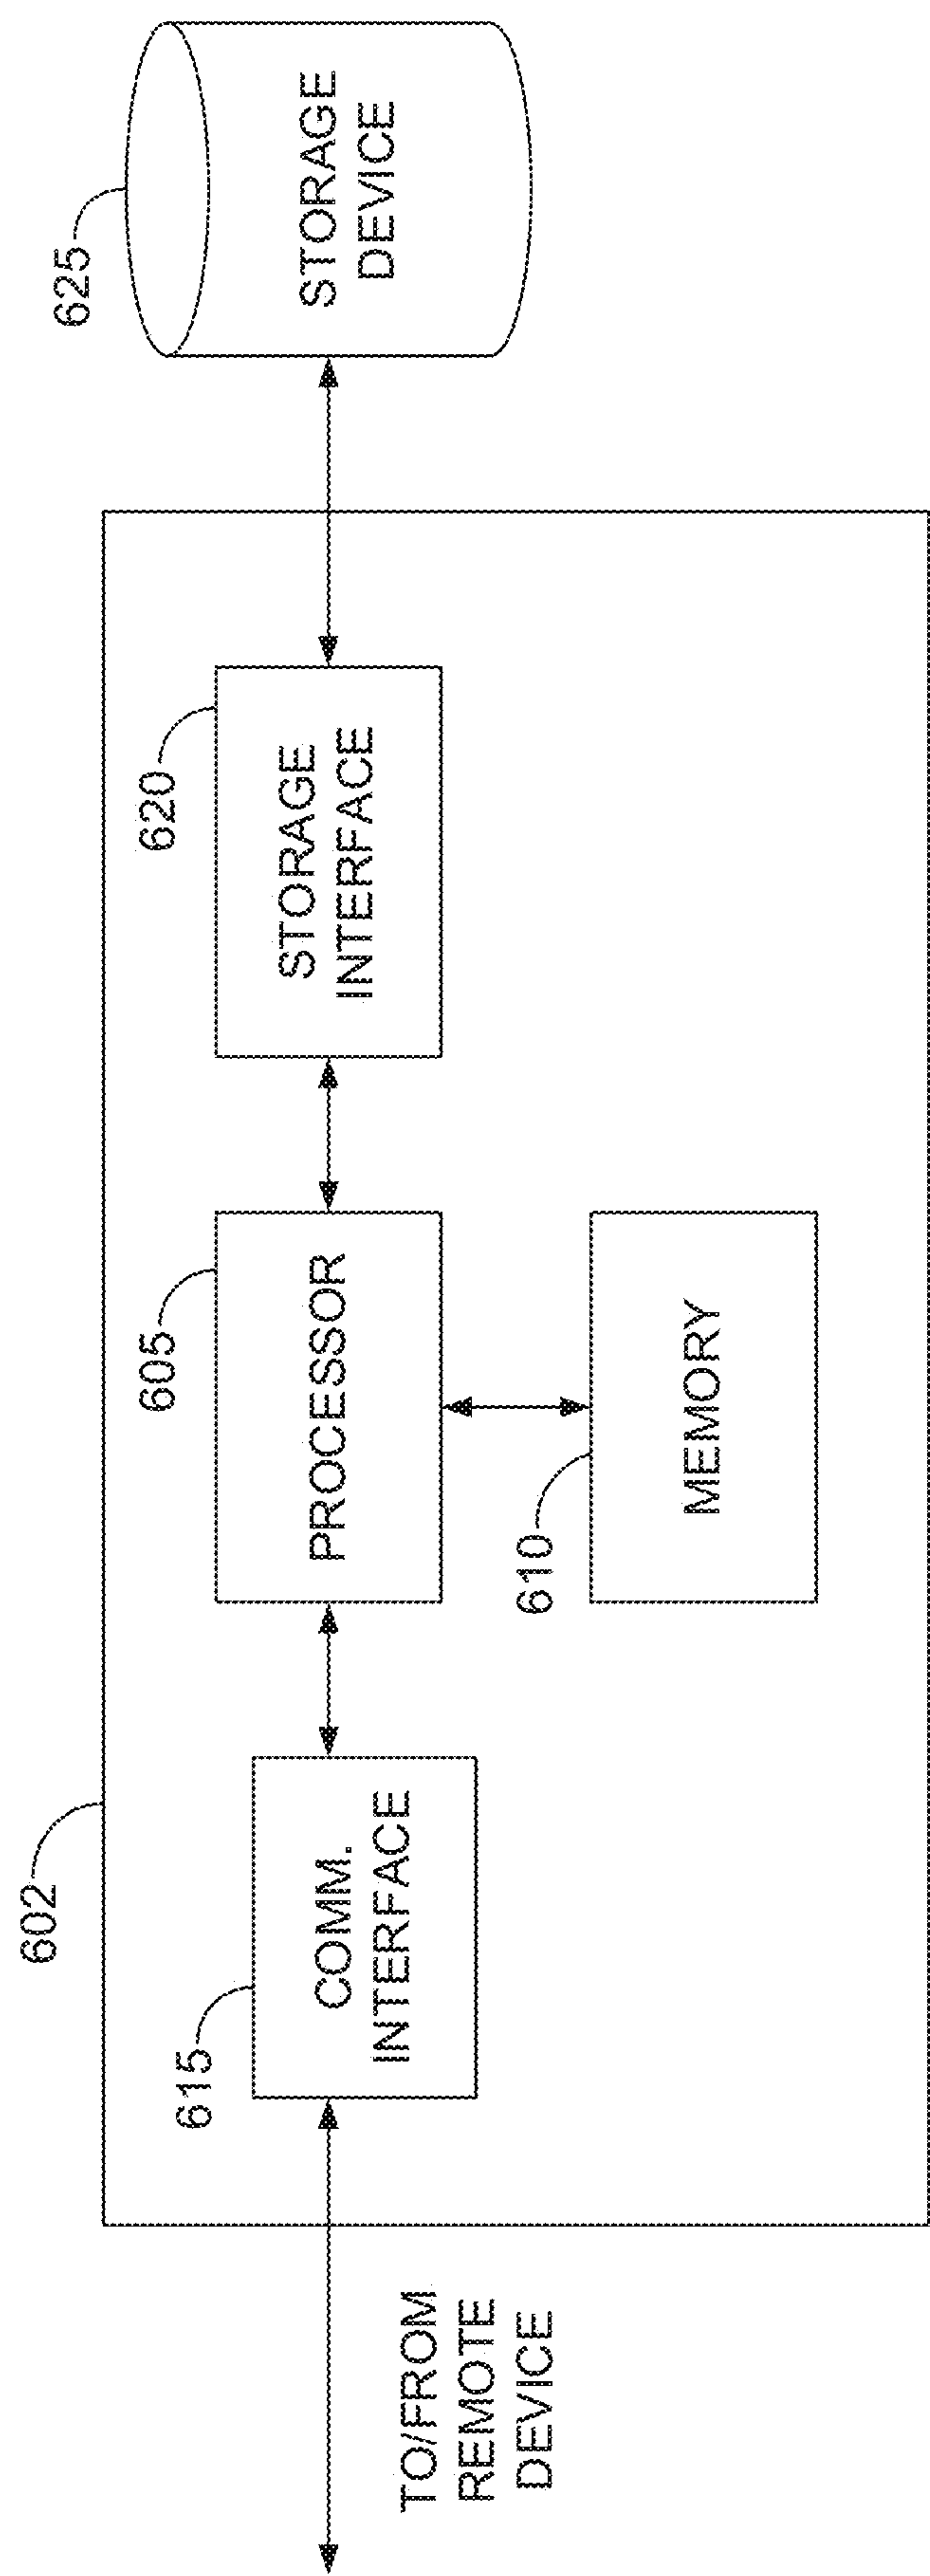 602
615
COMM.
INTERFACE
605
PROCESSOR
620
STORAGE
INTERFACE
625
STORAGE
DEVICE
610
MEMORY
TO/FROM
REMOTE
DEVICE